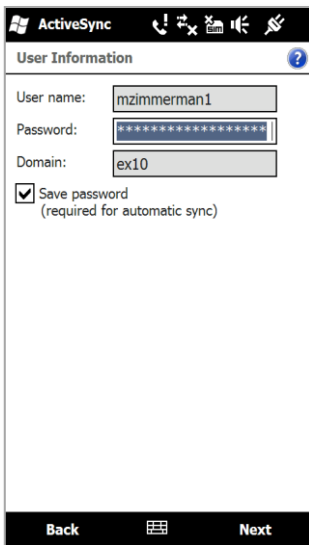 ActiveSync
User Information
User name: mzimmerman1
Password: ******************
Domain: ex10
Save password
(required for automatic sync)
Back Next